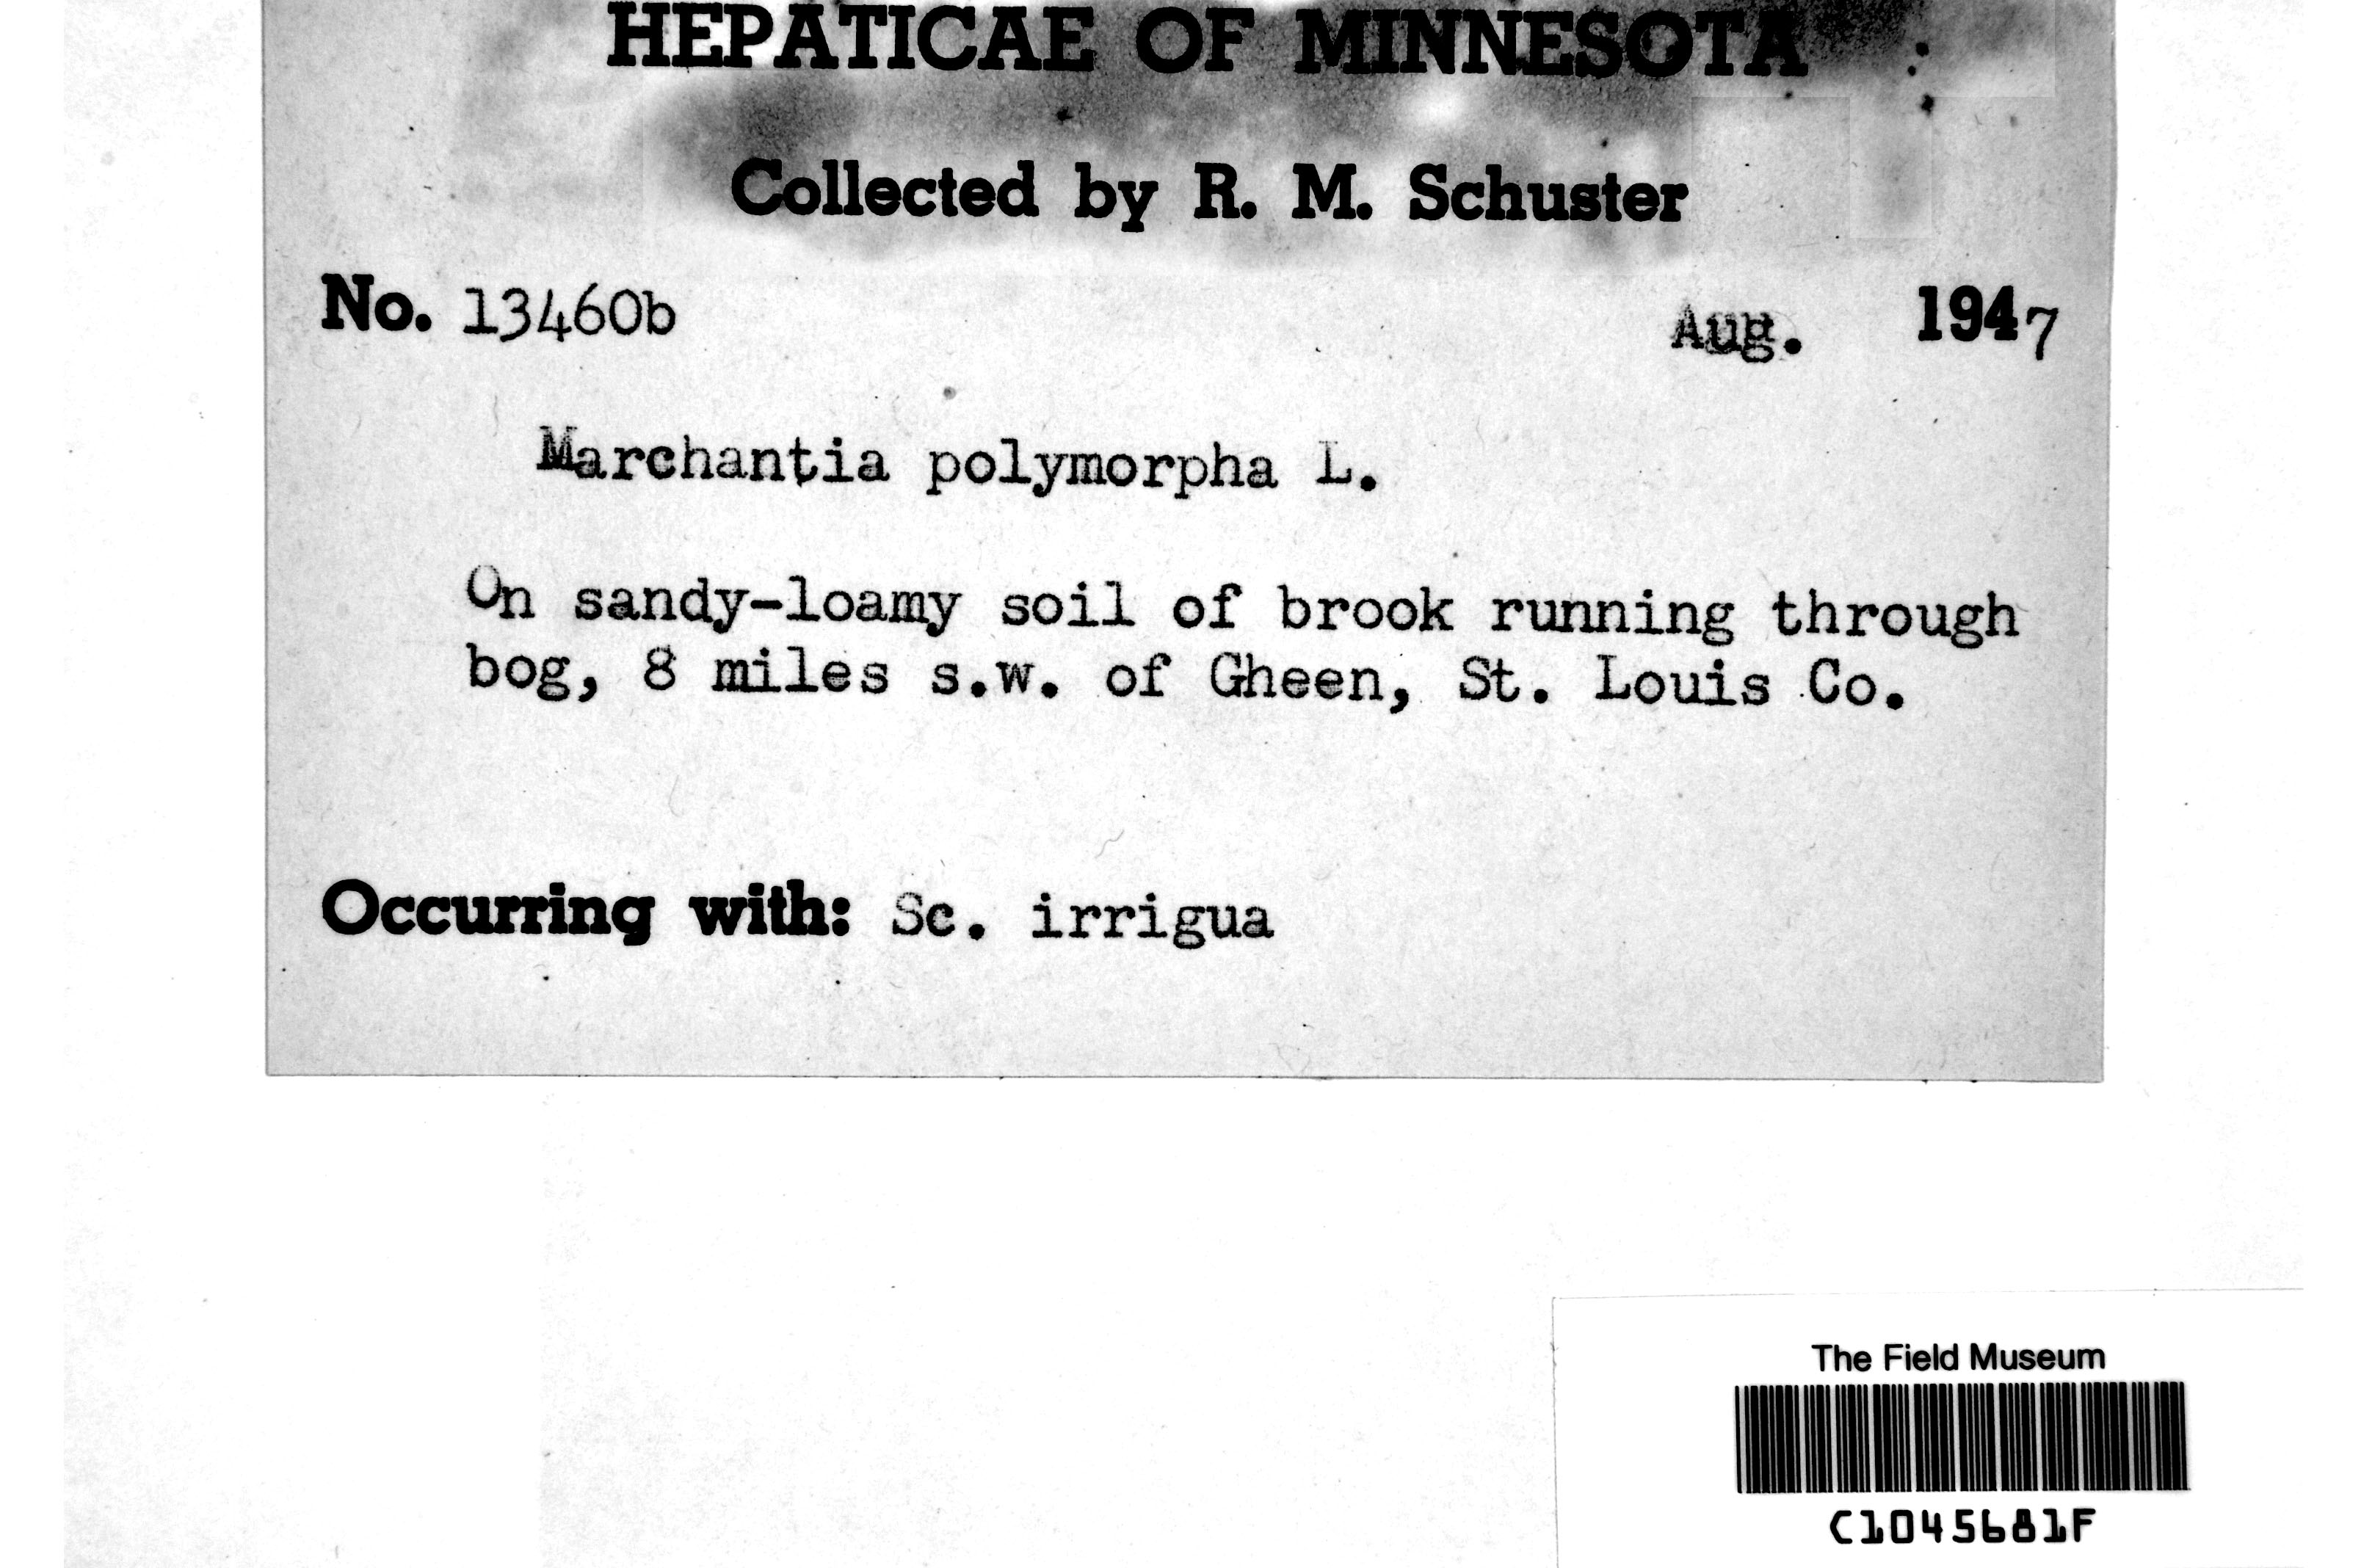 HEPATICAE OF MINNESOTA
Collected by R. M. Schuster
No. 13460b Aug. 1947
Marchantia polymorpha L.
On sandy-loamy soil of brook running through
bog, 8 miles s.w. of Gheen, St. Louis Co.
Occurring with: Sc. irrigua
The Field Museum
C1045681F